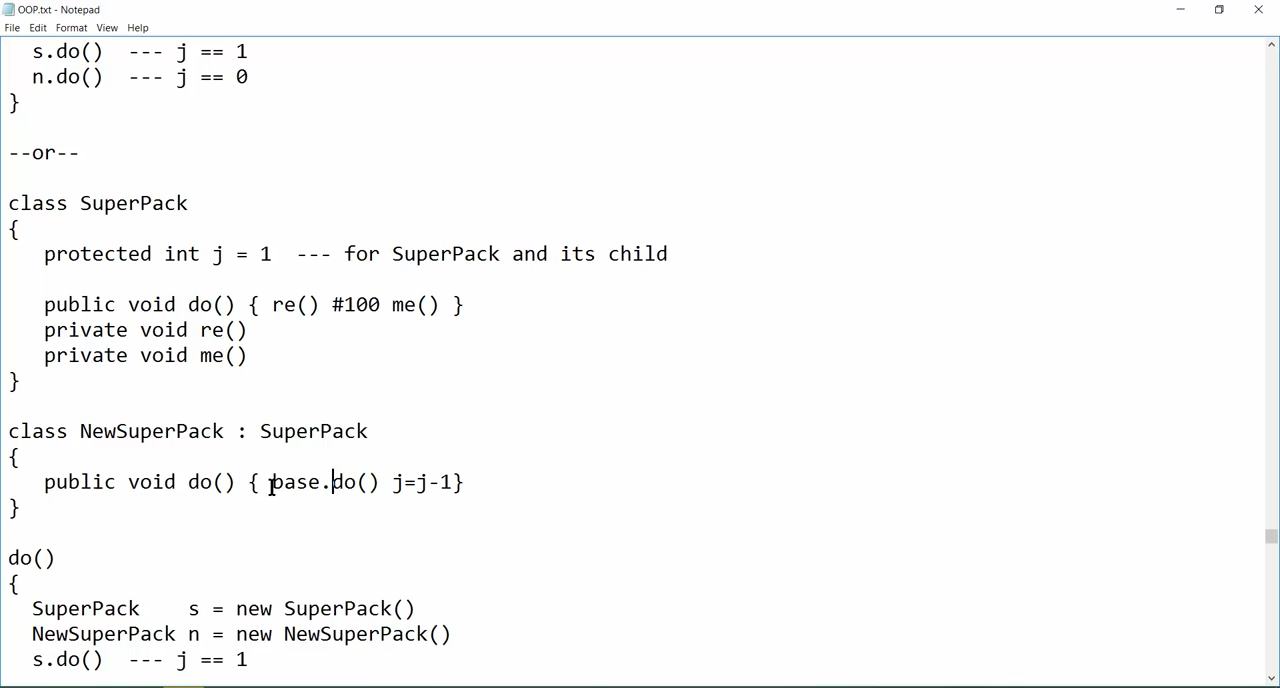 OOP.txt - Notepad
File Edit Format View Help
s.do() --- j == 1
n.do() --- j == 0
}
--or--
class SuperPack
{
protected int j = 1 --- for SuperPack and its child
public void do() { re() #100 me() }
private void re()
private void me()
}
class NewSuperPack : SuperPack
{
public void do() { base.do() j=j-1}
}
do()
{
SuperPack s = new SuperPack()
NewSuperPack n = new NewSuperPack()
s.do() --- j == 1